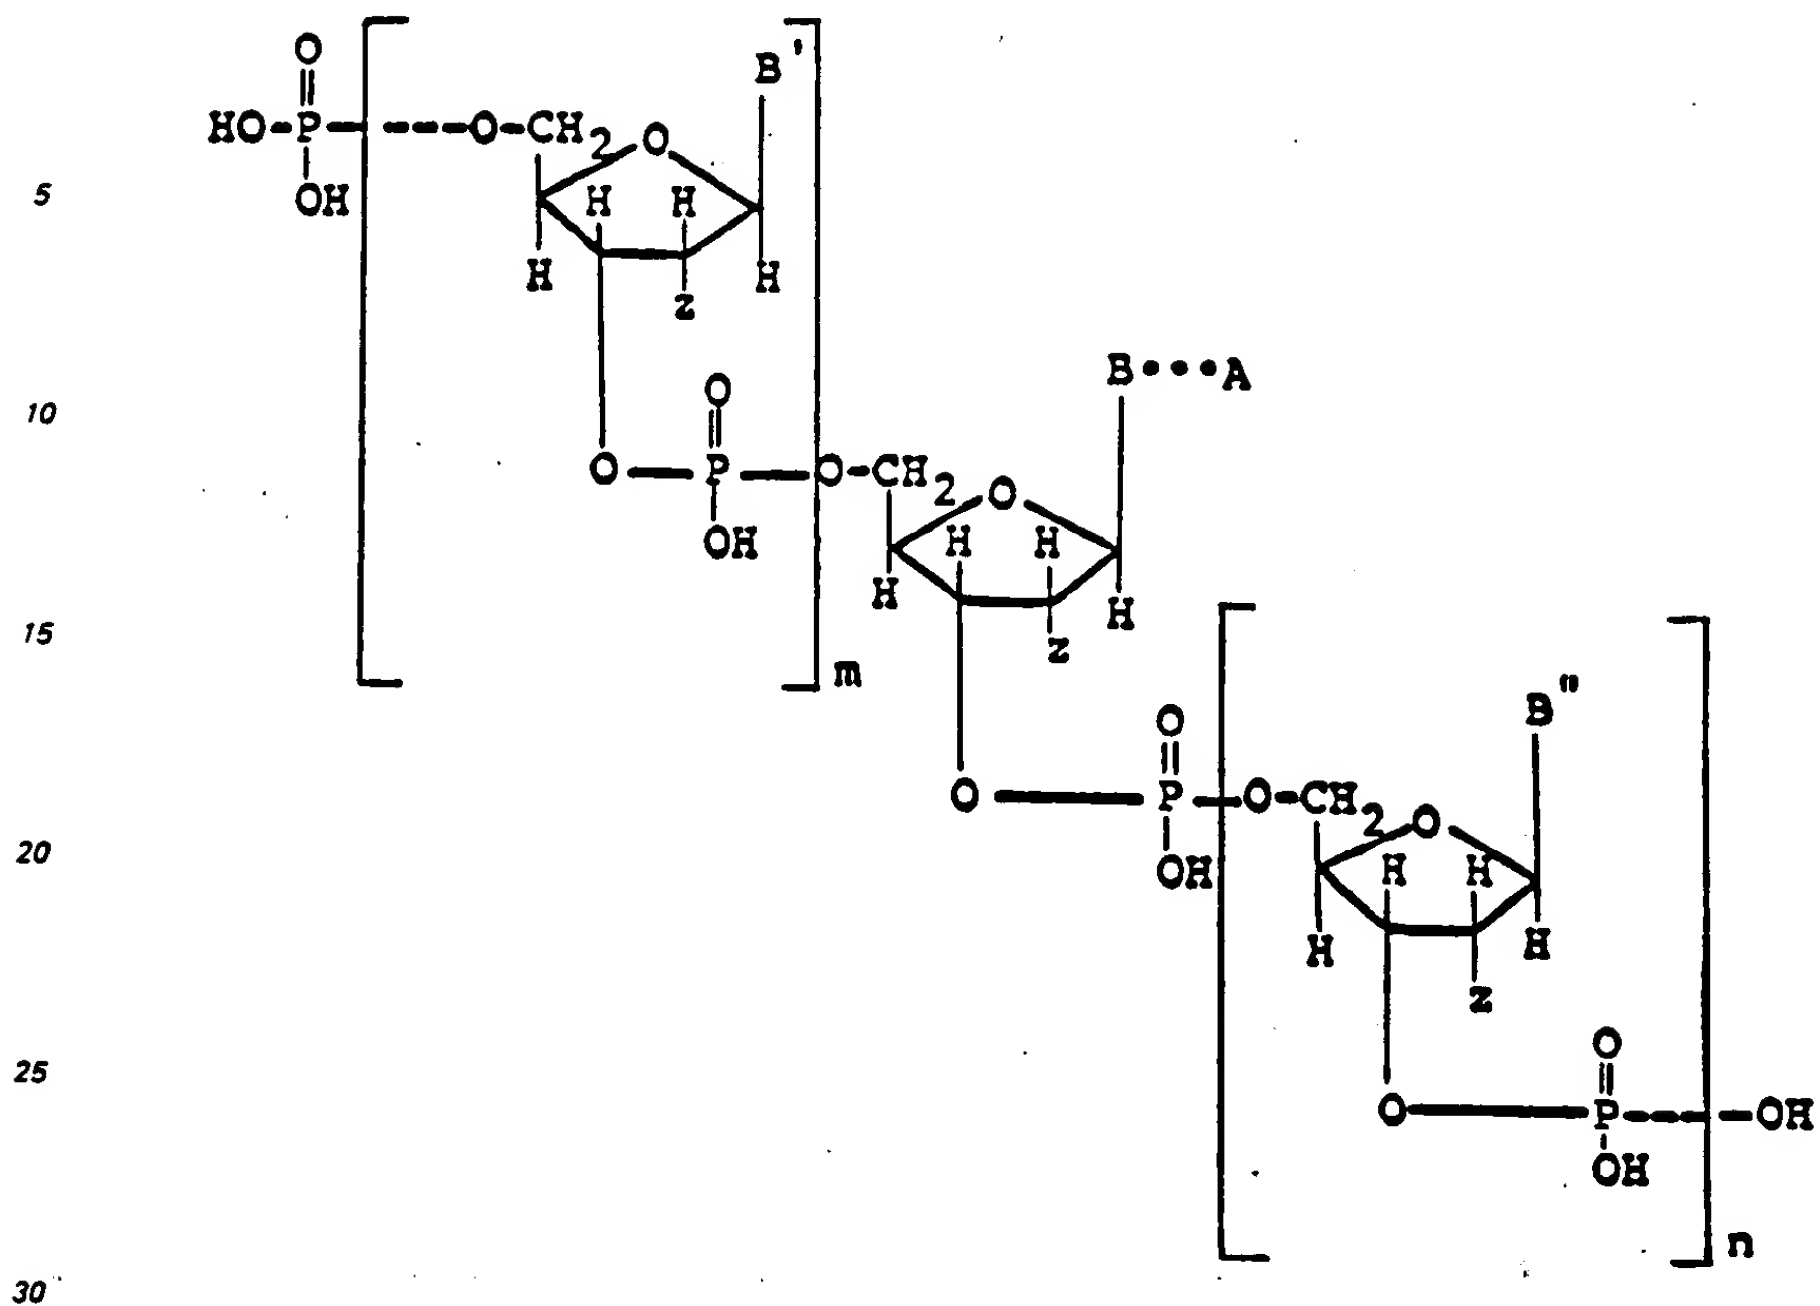 O
B'
HO-P O-CH2 O
5
OH H H
H H
z
B•••A
O
10
O P O-CH2 O
OH H H
H H
15
z
m
B"
O
O P O-CH2 O
20
OH H H
H H
z
O
25
O P OH
OH
n
30